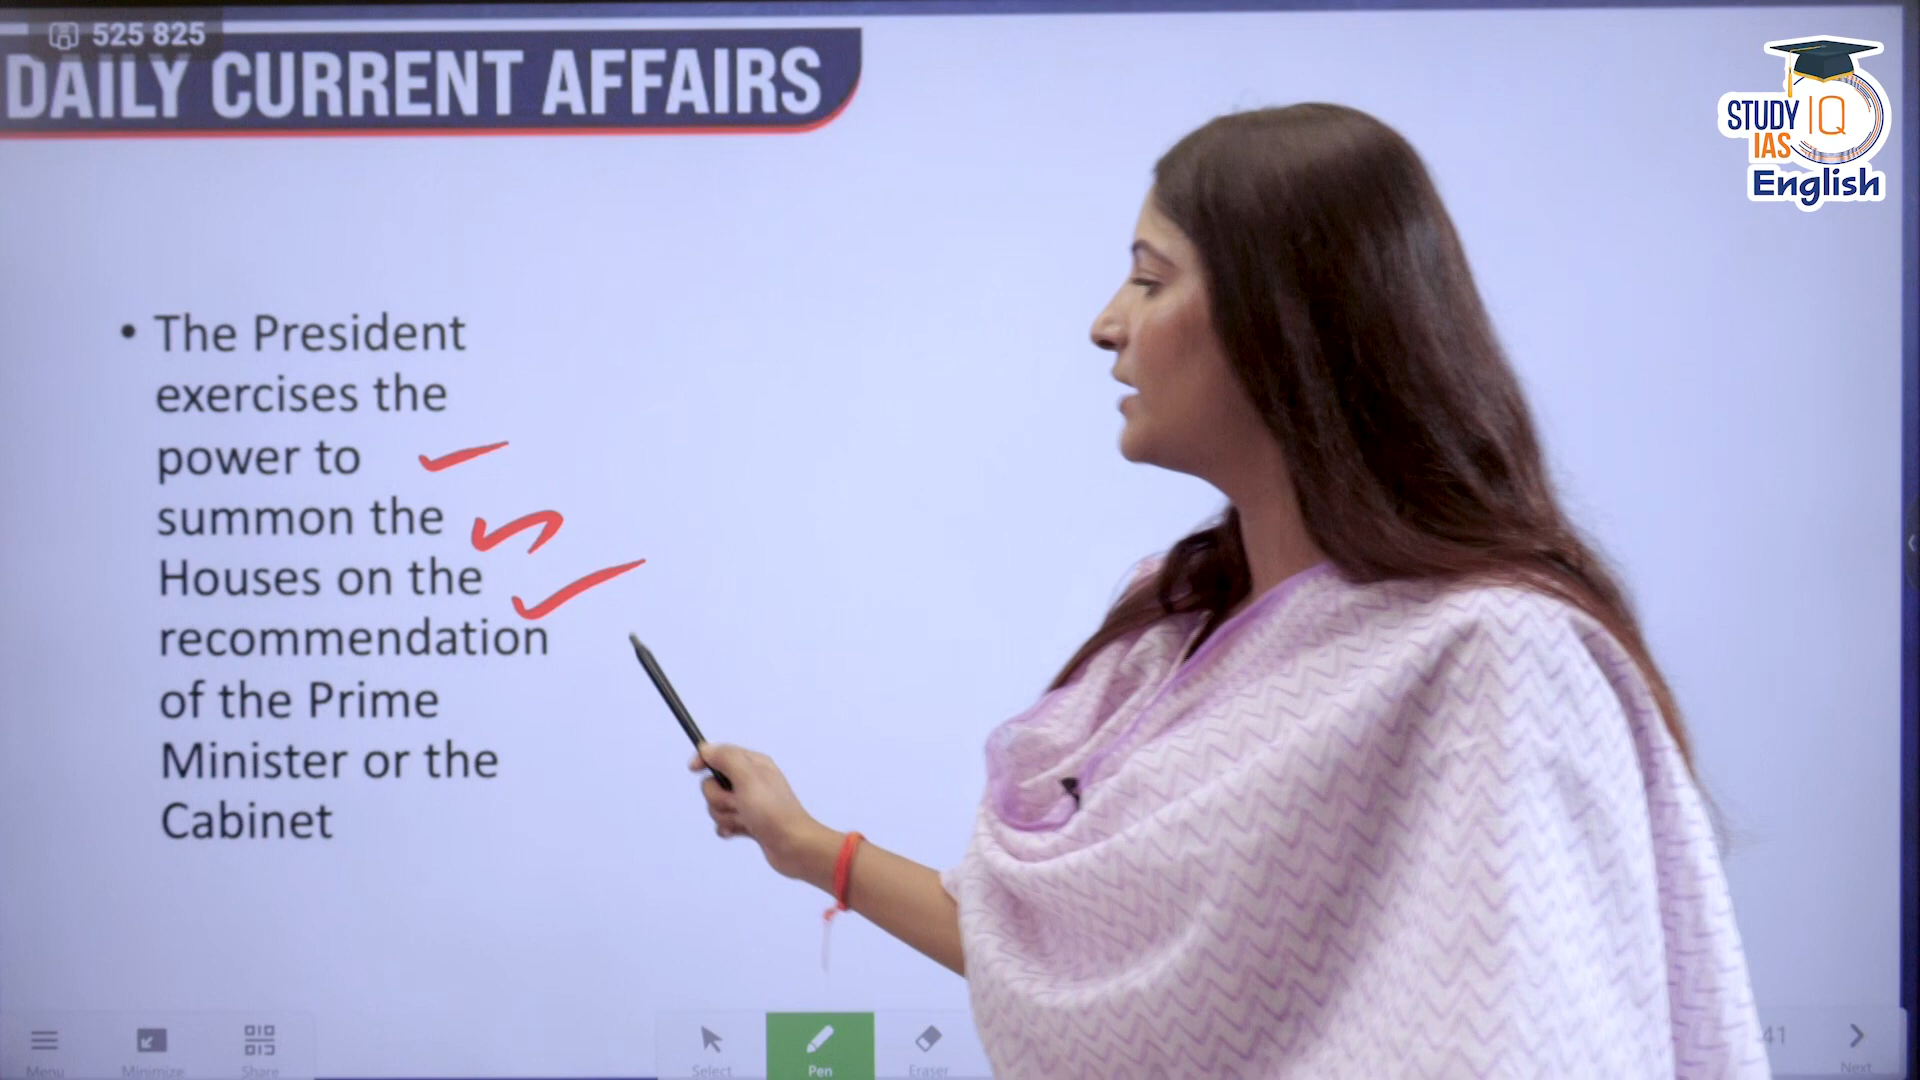 525 825
DAILY CURRENT AFFAIRS
STUDY IQ
IAS
English
• The President
exercises the
power to
summon the
Houses on the
recommendation
of the Prime
Minister or the
Cabinet
Menu
Minimize
Share
Select
Pen
Eraser
41
Next